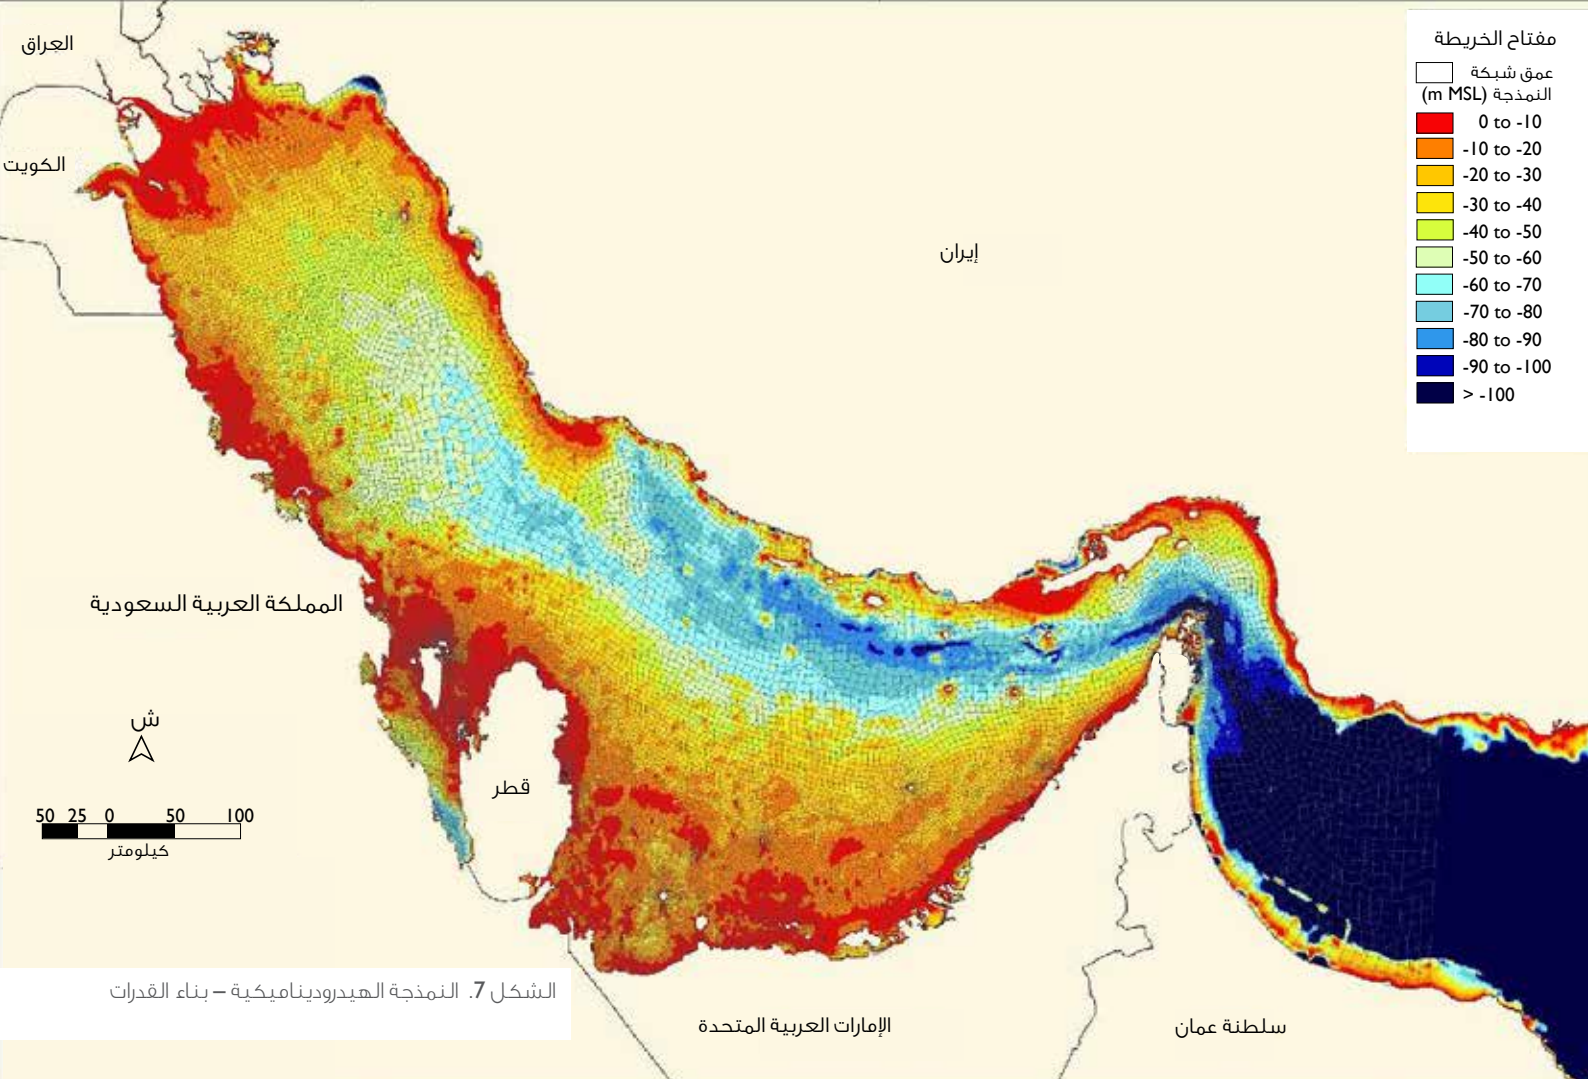 العراق
الكويت
إيران
المملكة العربية السعودية
قطر
الإمارات العربية المتحدة
سلطنة عمان
مفتاح الخريطة
عمق شبكة
النمذجة (m MSL)
0 to -10
-10 to -20
-20 to -30
-30 to -40
-40 to -50
-50 to -60
-60 to -70
-70 to -80
-80 to -90
-90 to -100
> -100
ش
50 25 0 50 100
كيلومتر
الشكل 7. النمذجة الهيدروديناميكية – بناء القدرات